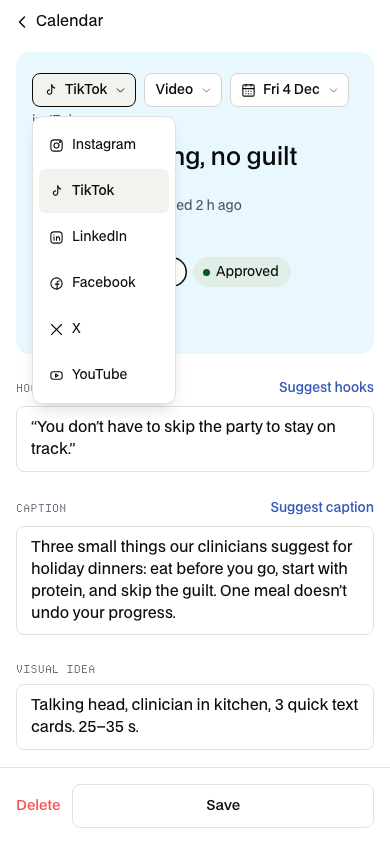 Calendar
TikTok
Video
Fri 4 Dec
Instagram
ng, no guilt
TikTok
ed 2 h ago
LinkedIn
Approved
Facebook
X
YouTube
Suggest hooks
“You don’t have to skip the party to stay on
track.”
CAPTION
Suggest caption
Three small things our clinicians suggest for
holiday dinners: eat before you go, start with
protein, and skip the guilt. One meal doesn’t
undo your progress.
VISUAL IDEA
Talking head, clinician in kitchen, 3 quick text
cards. 25–35 s.
Delete
Save